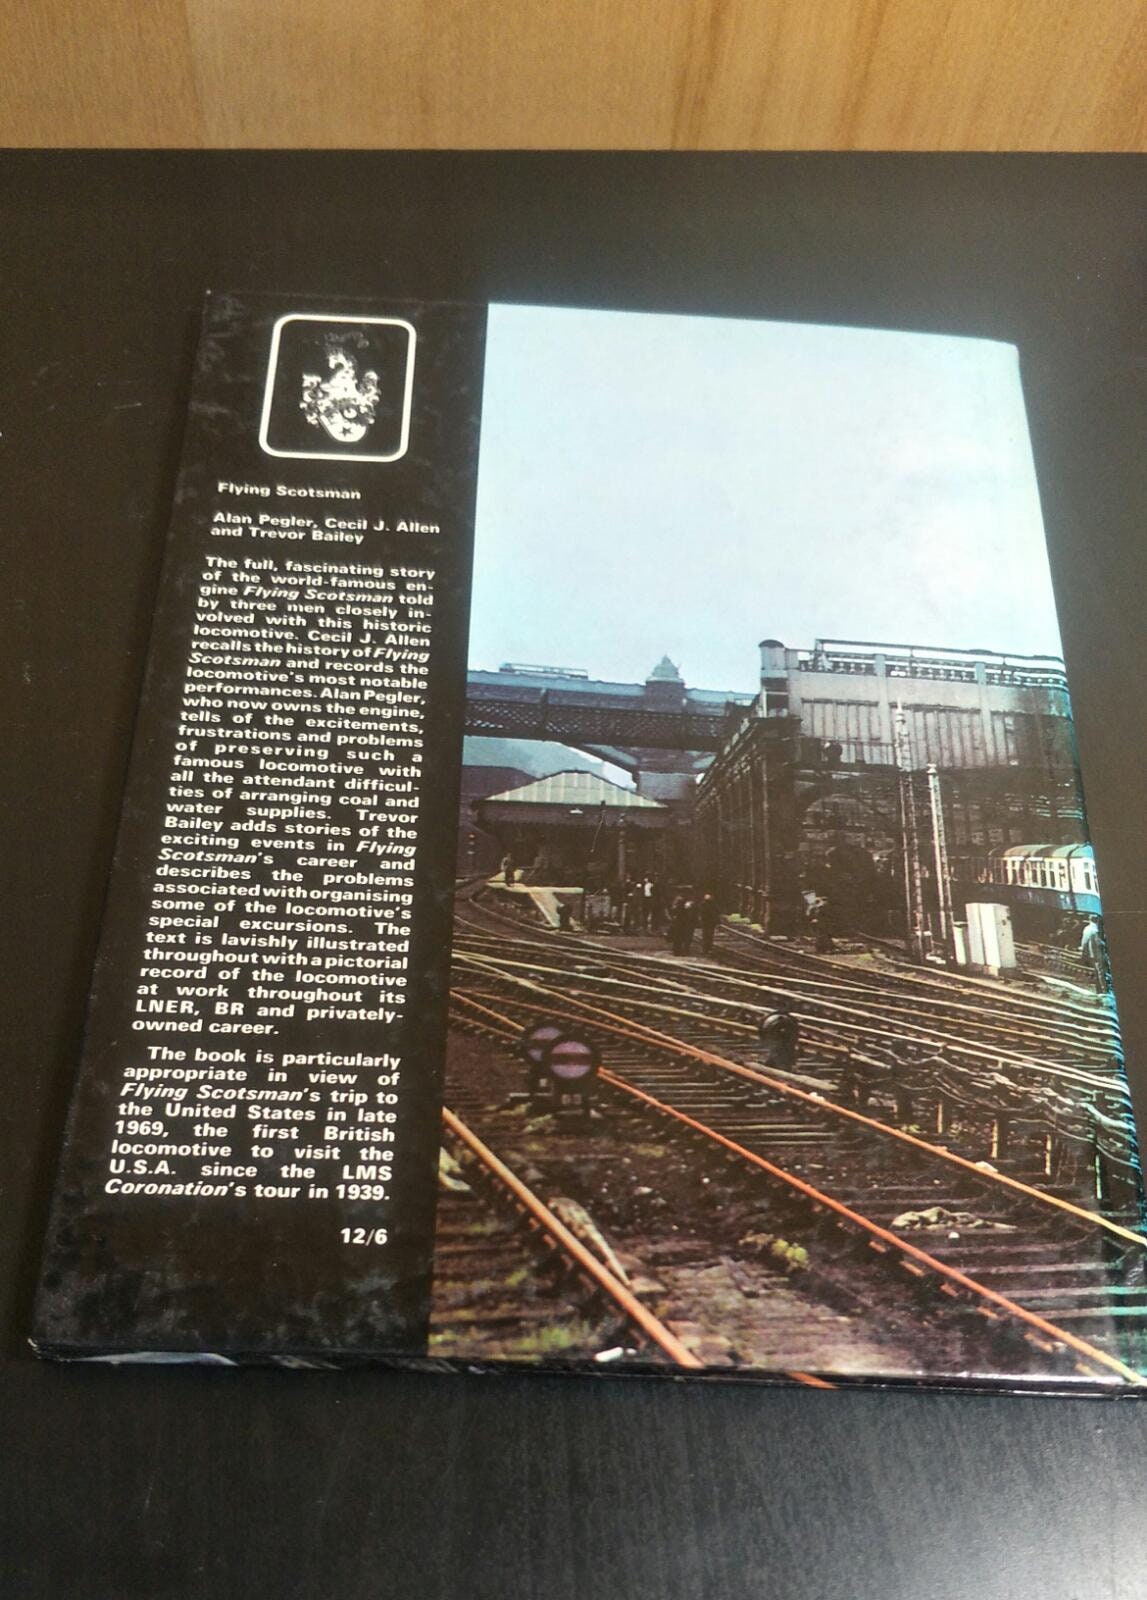 Flying Scotsman
Alan Pegler, Cecil J. Allen
and Trevor Bailey
The full, fascinating story
of the world-famous en-
gine Flying Scotsman told
by three men closely in-
volved with this historic
locomotive. Cecil J. Allen
recalls the history of Flying
Scotsman and records the
locomotive's most notable
performances. Alan Pegler,
who now owns the engine,
tells of the excitements,
frustrations and problems
of preserving such a
famous locomotive with
all the attendant difficul-
ties of arranging coal and
water supplies. Trevor
Bailey adds stories of the
exciting events in Flying
Scotsman's career and
describes the problems
associated with organising
some of the locomotive's
special excursions. The
text is lavishly illustrated
throughout with a pictorial
record of the locomotive
at work throughout its
LNER, BR and privately-
owned career.
The book is particularly
appropriate in view of
Flying Scotsman's trip to
the United States in late
1969, the first British
locomotive to visit the
U.S.A. since the LMS
Coronation's tour in 1939.
12/6